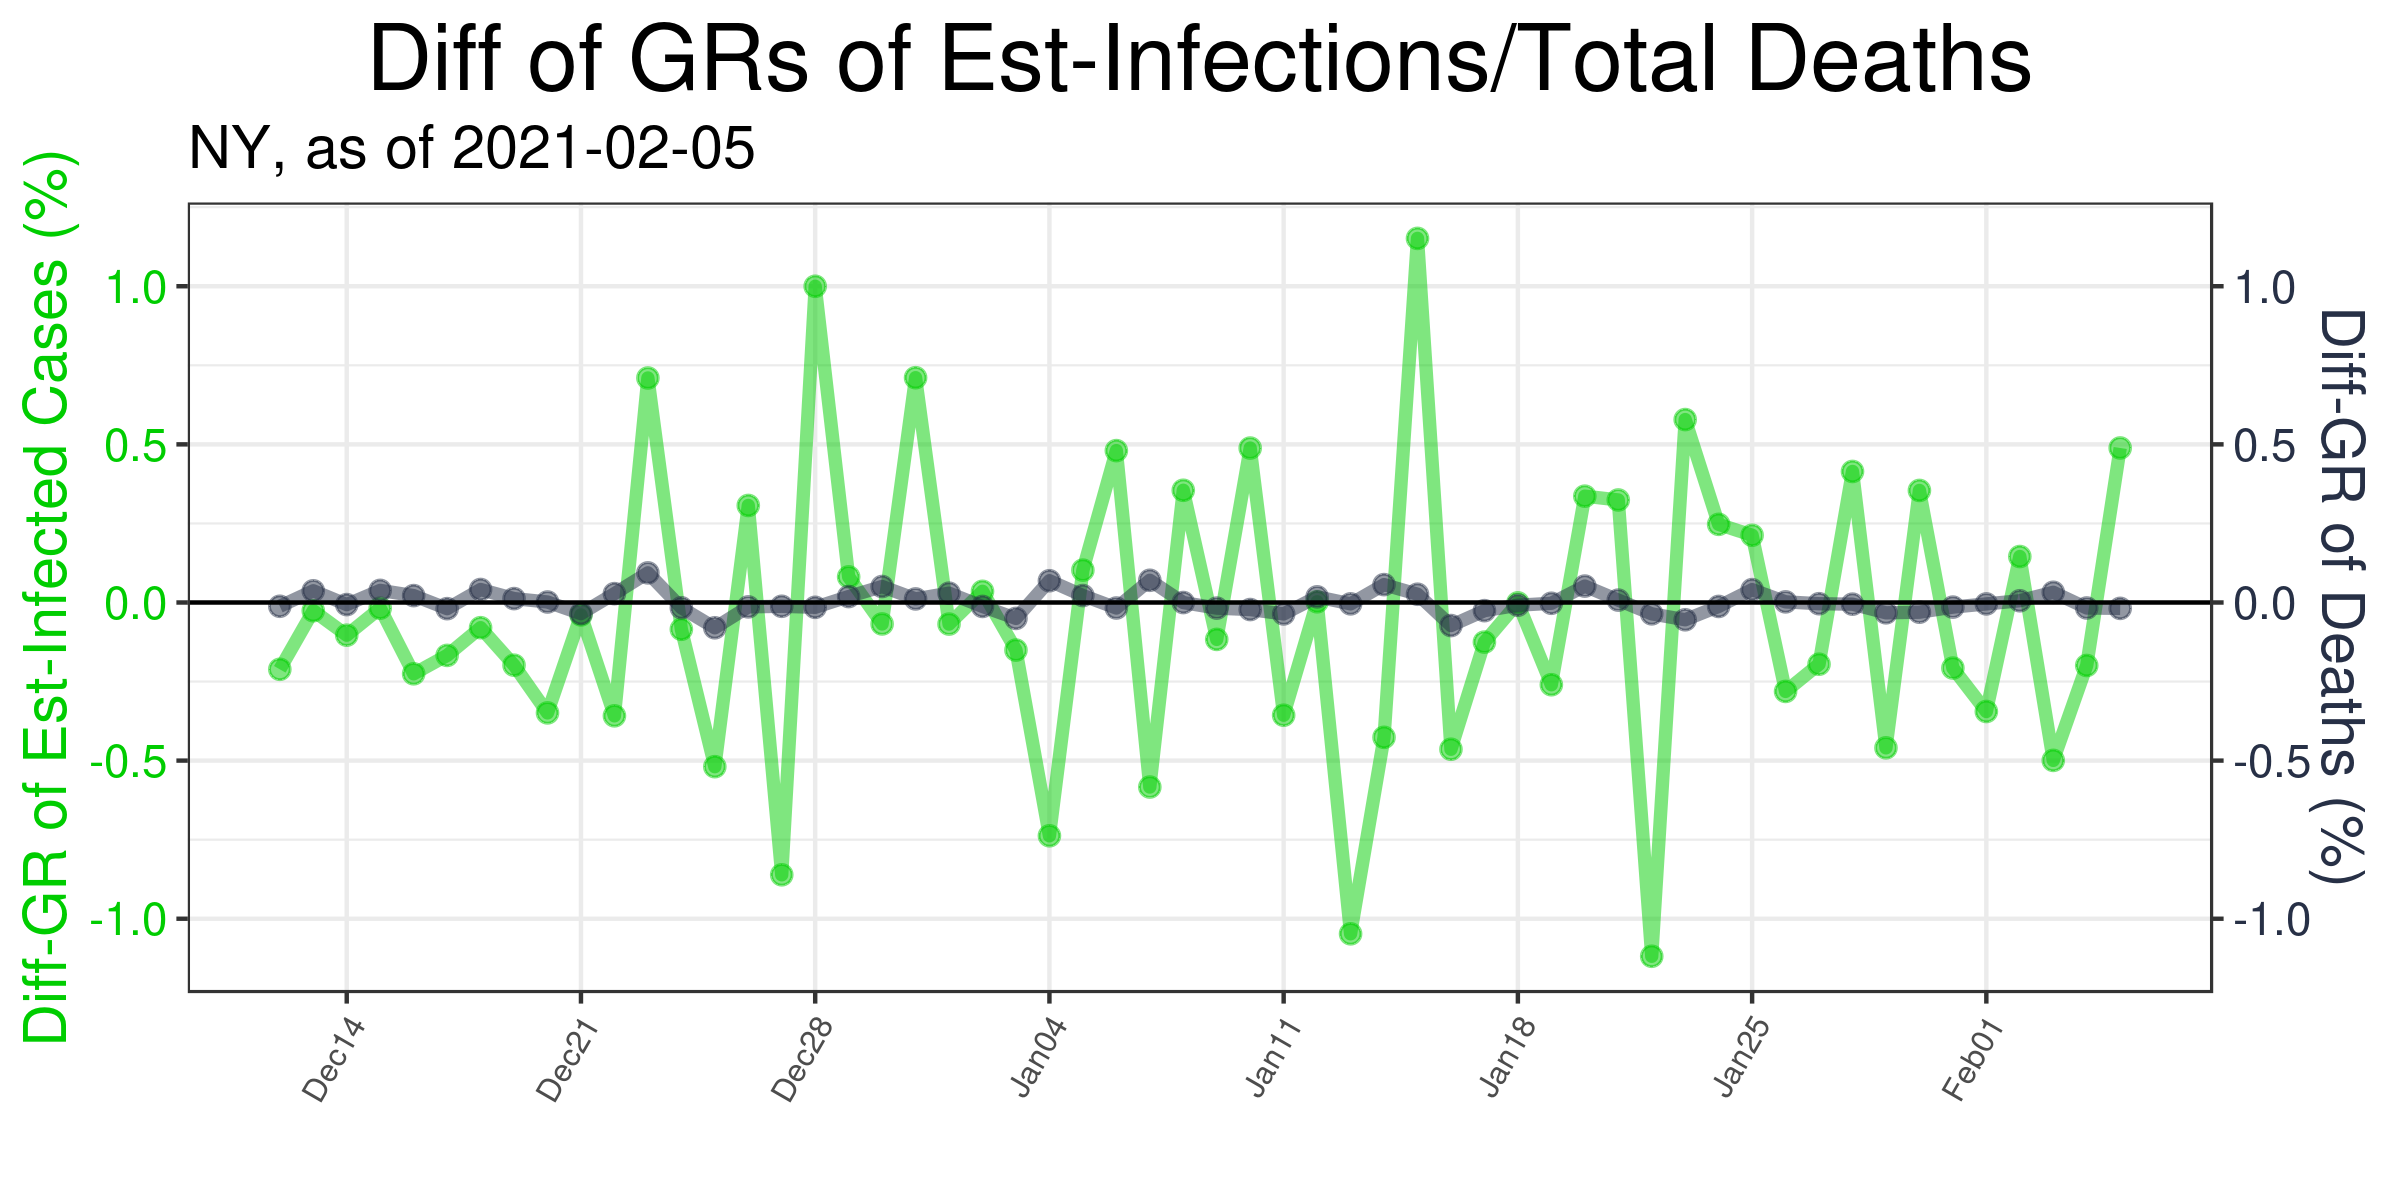 Diff of GRs of Est-Infections/Total Deaths
NY, as of 2021-02-05
Diff-GR of Est-Infected Cases (%)
1.0
0.5
0.0
-0.5
-1.0
1.0
0.5
0.0
-0.5
-1.0
Diff-GR of Deaths (%)
Dec14
Dec21
Dec28
Jan04
Jan11
Jan18
Jan25
Feb01